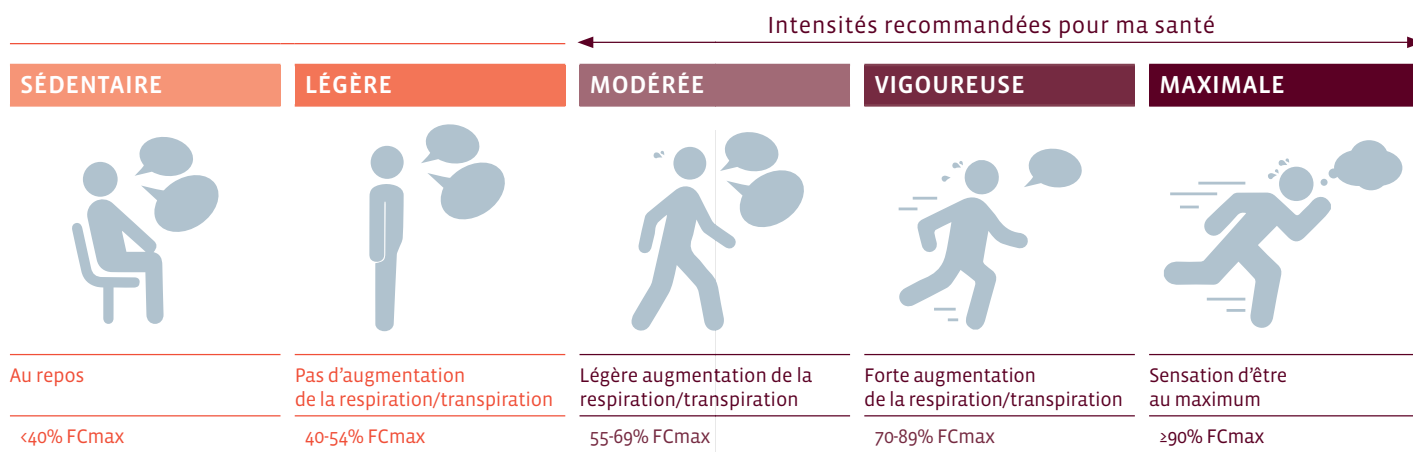 Intensités recommandées pour ma santé
SÉDENTAIRE
LÉGÈRE
MODÉRÉE
VIGOUREUSE
MAXIMALE
Au repos
Pas d'augmentation
de la respiration/transpiration
Légère augmentation de la
respiration/transpiration
Forte augmentation
de la respiration/transpiration
Sensation d'être
au maximum
<40% FCmax
40-54% FCmax
55-69% FCmax
70-89% FCmax
≥90% FCmax